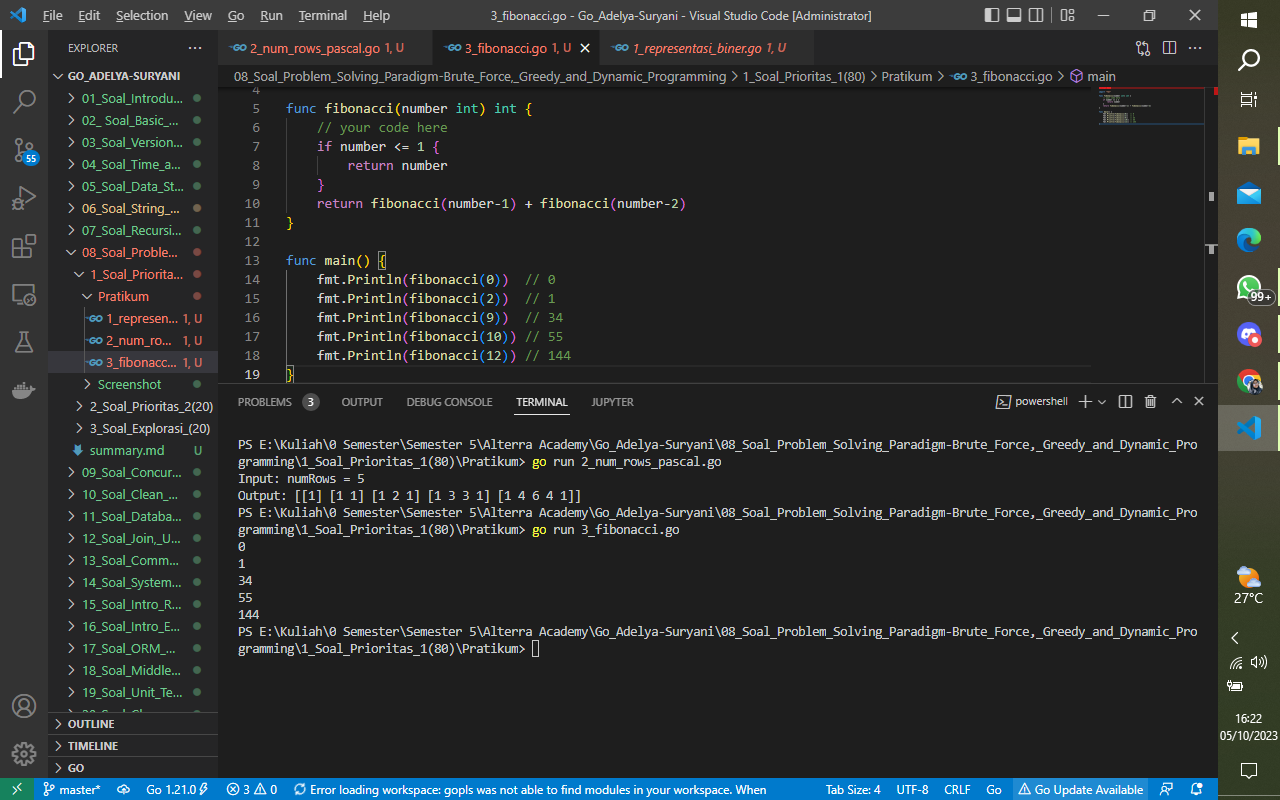 File Edit Selection View Go Run Terminal Help
3_fibonacci.go - Go_Adelya-Suryani - Visual Studio Code [Administrator]
EXPLORER
GO_ADELYA-SURYANI
01_Soal_Introdu...
02_ Soal_Basic_...
03_Soal_Version...
04_Soal_Time_a...
05_Soal_Data_St...
06_Soal_String_...
07_Soal_Recursi...
08_Soal_Proble...
1_Soal_Priorita...
Pratikum
GO 1_represen... 1, U
GO 2_num_ro... 1, U
GO 3_fibonacc... 1, U
Screenshot
2_Soal_Prioritas_2(20)
3_Soal_Explorasi_(20)
summary.md U
09_Soal_Concur...
10_Soal_Clean_...
11_Soal_Databa...
12_Soal_Join,_U...
13_Soal_Comm...
14_Soal_System...
15_Soal_Intro_R...
16_Soal_Intro_E...
17_Soal_ORM_...
18_Soal_Middle...
19_Soal_Unit_Te...
OUTLINE
TIMELINE
GO
55
GO 2_num_rows_pascal.go 1, U
GO 3_fibonacci.go 1, U
GO 1_representasi_biner.go 1, U
08_Soal_Problem_Solving_Paradigm-Brute_Force,_Greedy_and_Dynamic_Programming > 1_Soal_Prioritas_1(80) > Pratikum > GO 3_fibonacci.go > main
4
5 func fibonacci(number int) int {
6 // your code here
7 if number <= 1 {
8 return number
9 }
10 return fibonacci(number-1) + fibonacci(number-2)
11 }
12
13 func main() {
14 fmt.Println(fibonacci(0)) // 0
15 fmt.Println(fibonacci(2)) // 1
16 fmt.Println(fibonacci(9)) // 34
17 fmt.Println(fibonacci(10)) // 55
18 fmt.Println(fibonacci(12)) // 144
19 }
PROBLEMS 3 OUTPUT DEBUG CONSOLE TERMINAL JUPYTER
powershell
PS E:\Kuliah\0 Semester\Semester 5\Alterra Academy\Go_Adelya-Suryani\08_Soal_Problem_Solving_Paradigm-Brute_Force,_Greedy_and_Dynamic_Pro
gramming\1_Soal_Prioritas_1(80)\Pratikum> go run 2_num_rows_pascal.go
Input: numRows = 5
Output: [[1] [1 1] [1 2 1] [1 3 3 1] [1 4 6 4 1]]
PS E:\Kuliah\0 Semester\Semester 5\Alterra Academy\Go_Adelya-Suryani\08_Soal_Problem_Solving_Paradigm-Brute_Force,_Greedy_and_Dynamic_Pro
gramming\1_Soal_Prioritas_1(80)\Pratikum> go run 3_fibonacci.go
0
1
34
55
144
PS E:\Kuliah\0 Semester\Semester 5\Alterra Academy\Go_Adelya-Suryani\08_Soal_Problem_Solving_Paradigm-Brute_Force,_Greedy_and_Dynamic_Pro
gramming\1_Soal_Prioritas_1(80)\Pratikum>
master* Go 1.21.0 3 0 Error loading workspace: gopls was not able to find modules in your workspace. When
Tab Size: 4 UTF-8 CRLF Go Go Update Available
99+
27°C
16:22
05/10/2023